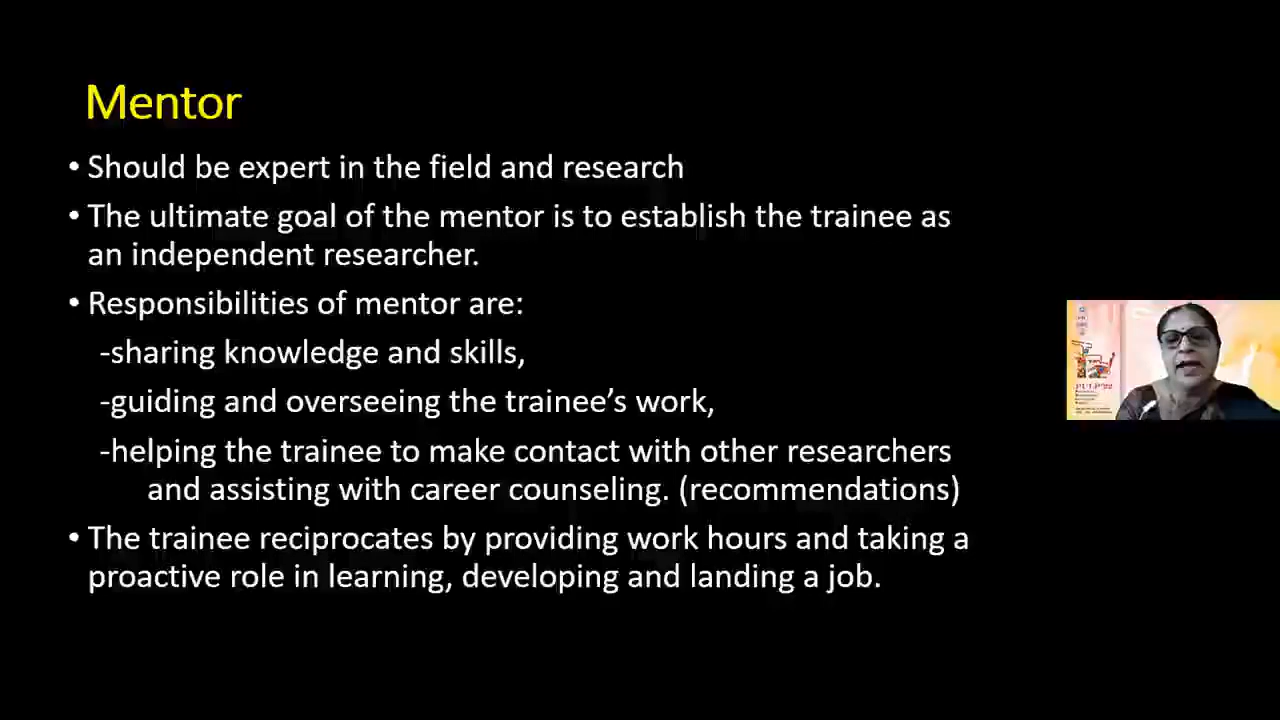 Mentor
• Should be expert in the field and research
• The ultimate goal of the mentor is to establish the trainee as
an independent researcher.
• Responsibilities of mentor are:
-sharing knowledge and skills,
-guiding and overseeing the trainee’s work,
-helping the trainee to make contact with other researchers
and assisting with career counseling. (recommendations)
• The trainee reciprocates by providing work hours and taking a
proactive role in learning, developing and landing a job.